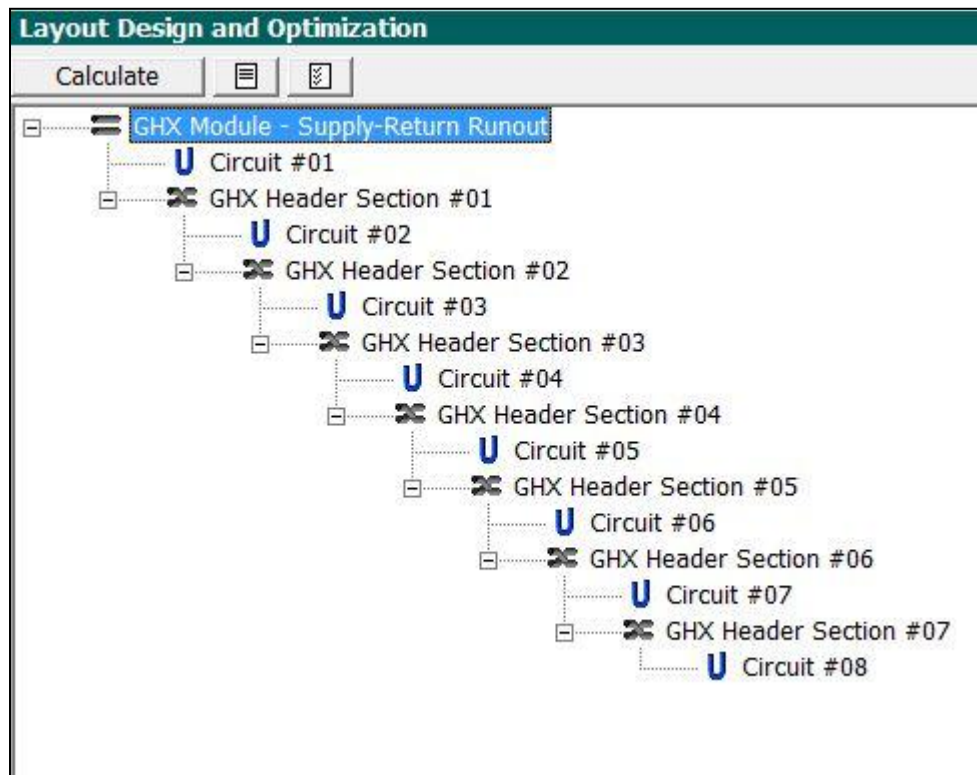 Layout Design and Optimization
Calculate
GHX Module - Supply-Return Runout
Circuit #01
GHX Header Section #01
Circuit #02
GHX Header Section #02
Circuit #03
GHX Header Section #03
Circuit #04
GHX Header Section #04
Circuit #05
GHX Header Section #05
Circuit #06
GHX Header Section #06
Circuit #07
GHX Header Section #07
Circuit #08